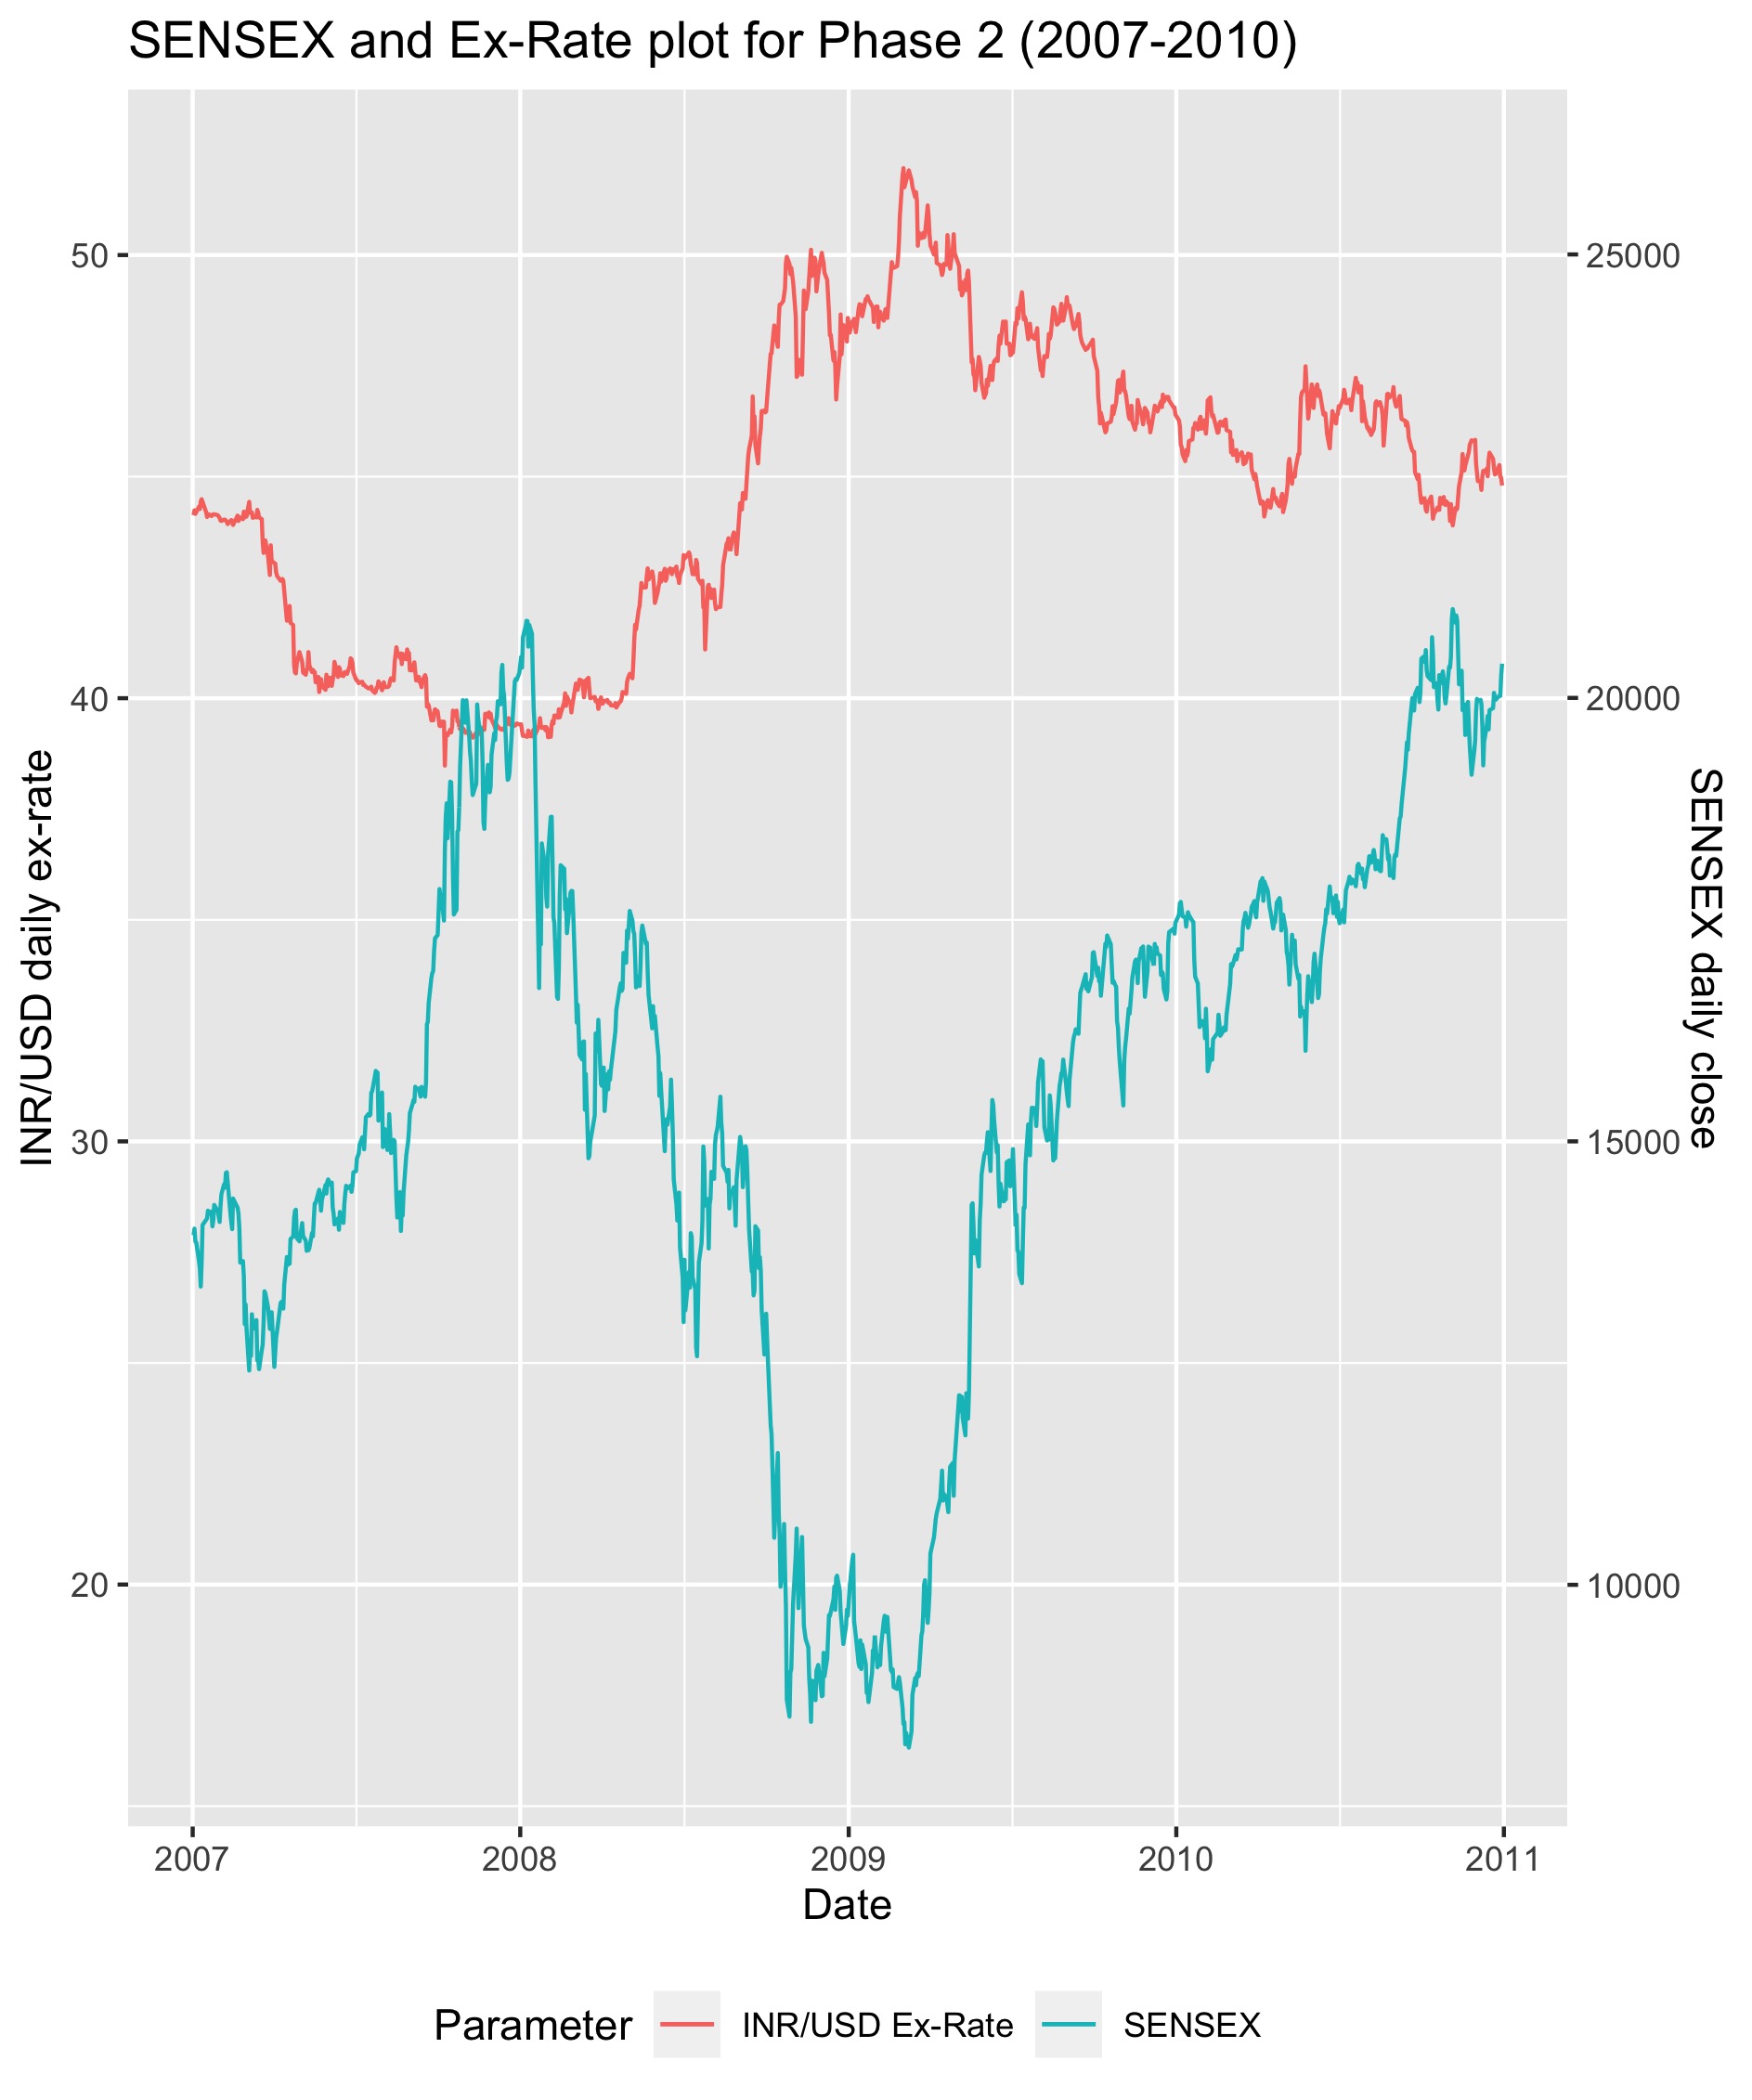 SENSEX and Ex-Rate plot for Phase 2 (2007-2010)
INR/USD daily ex-rate
50
40
30
20
25000
20000
15000
10000
SENSEX daily close
2007 2008 2009 2010 2011
Date
Parameter INR/USD Ex-Rate SENSEX